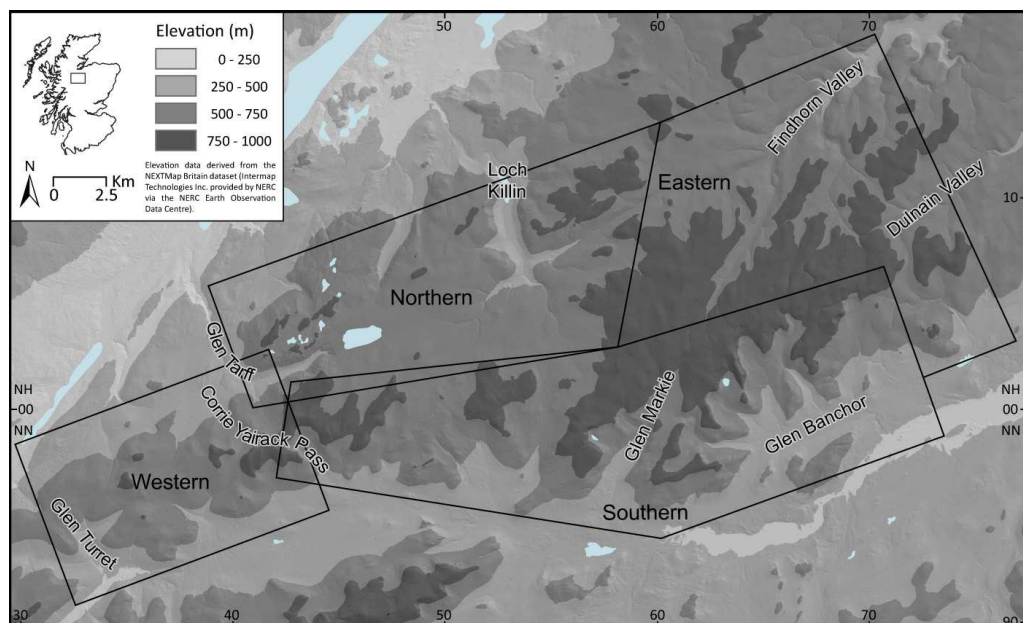 Elevation (m)
0 - 250
250 - 500
500 - 750
750 - 1000
Elevation data derived from the
NEXTMap Britain dataset (Intermap
Technologies Inc. provided by NERC
via the NERC Earth Observation
Data Centre).
N
0 2.5 Km
50
60
70
Findhorn Valley
Loch
Killin
Eastern
10
Dulnain Valley
Northern
Glen Tarff
NH
00
NN
NH
00
NN
Corrie Yairack Pass
Glen Markie
Glen Banchor
Western
Southern
Glen Turret
30
40
50
60
70
90